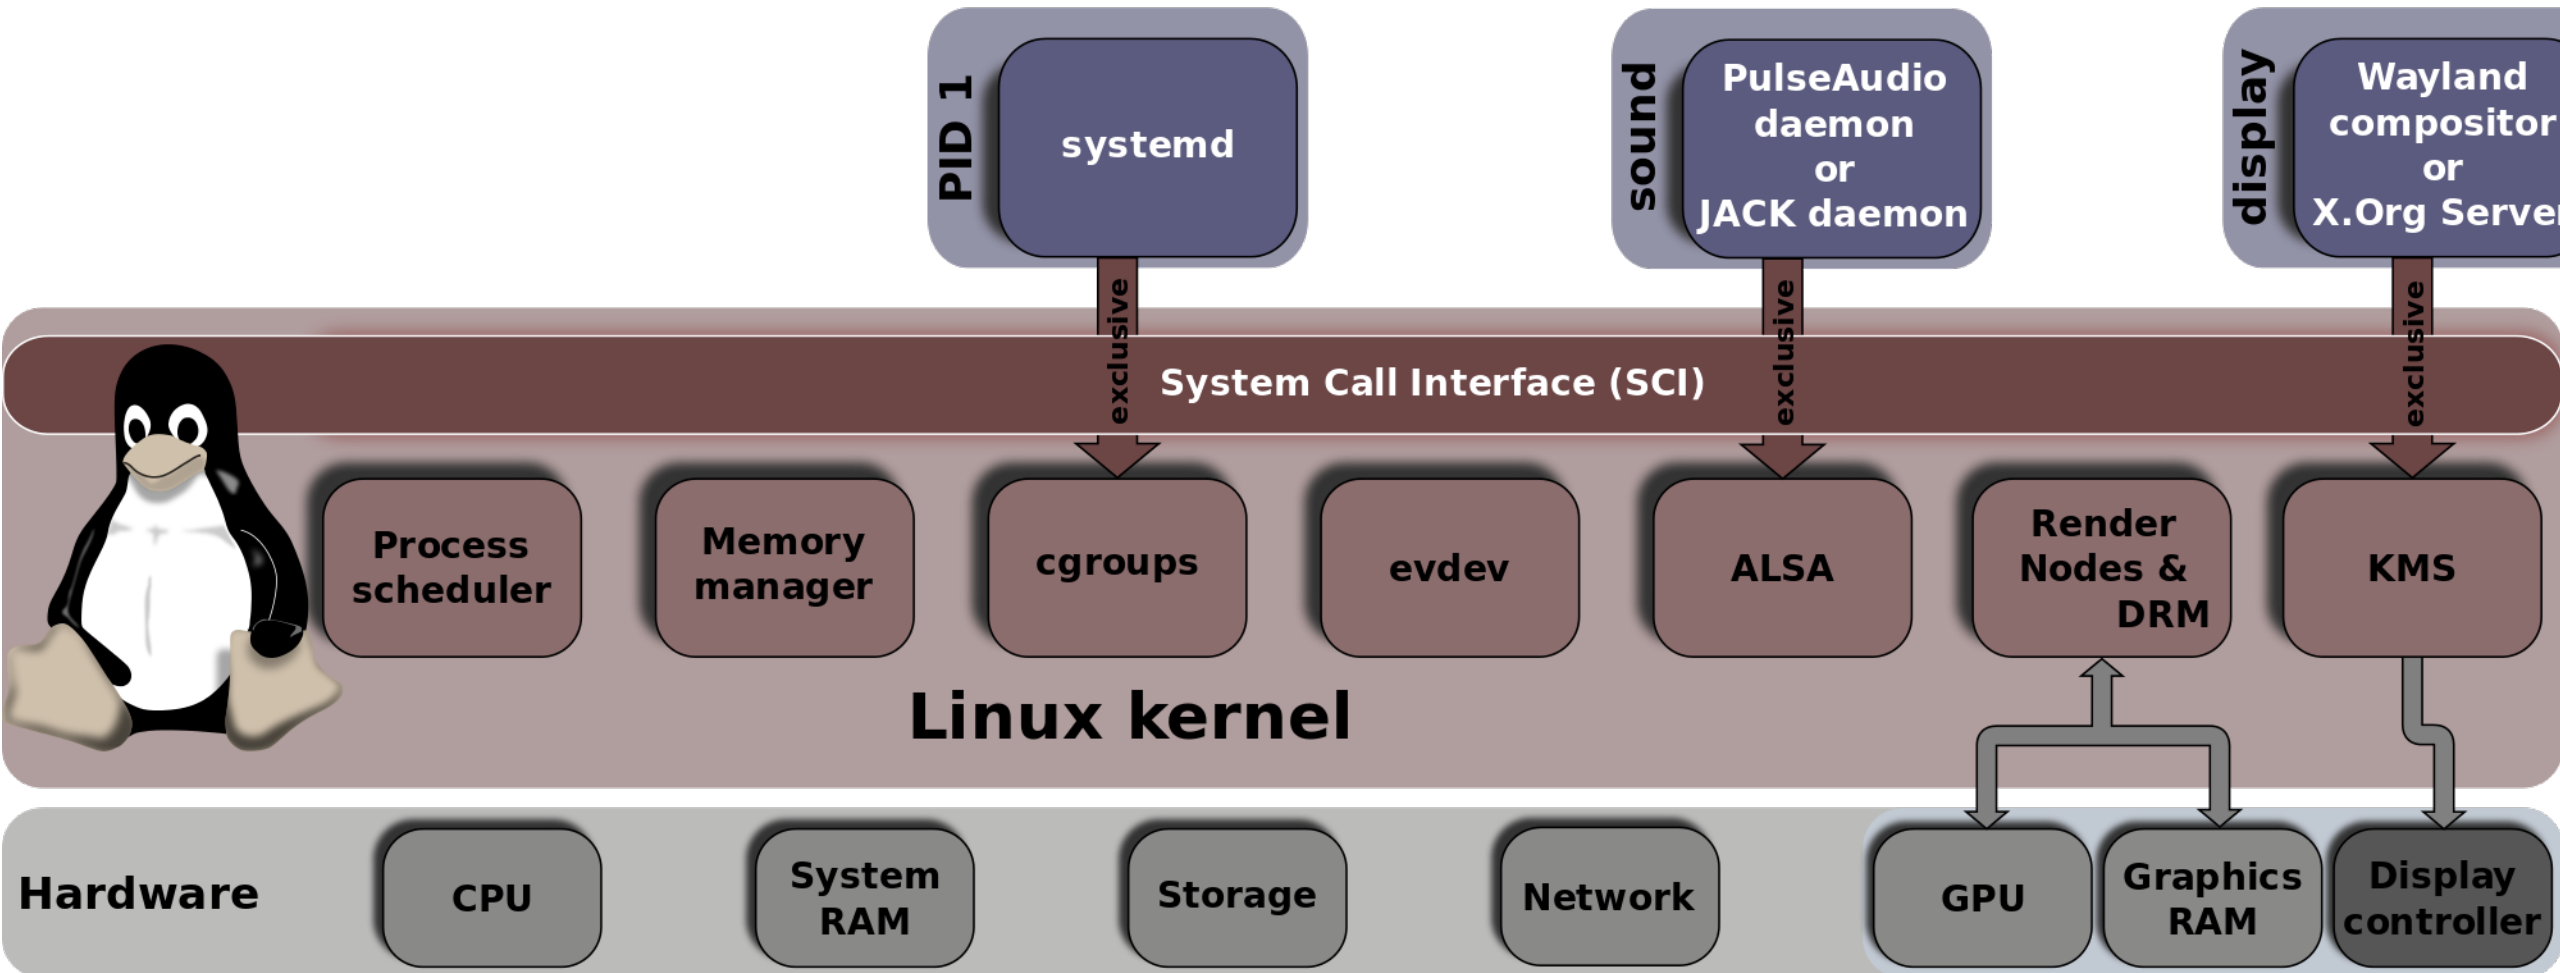 PID 1
systemd
sound
PulseAudio
daemon
or
JACK daemon
display
Wayland
compositor
or
X.Org Server
exclusive
System Call Interface (SCI)
exclusive
exclusive
Process
scheduler
Memory
manager
cgroups
evdev
ALSA
Render
Nodes &
DRM
KMS
Linux kernel
Hardware
CPU
System
RAM
Storage
Network
GPU
Graphics
RAM
Display
controller